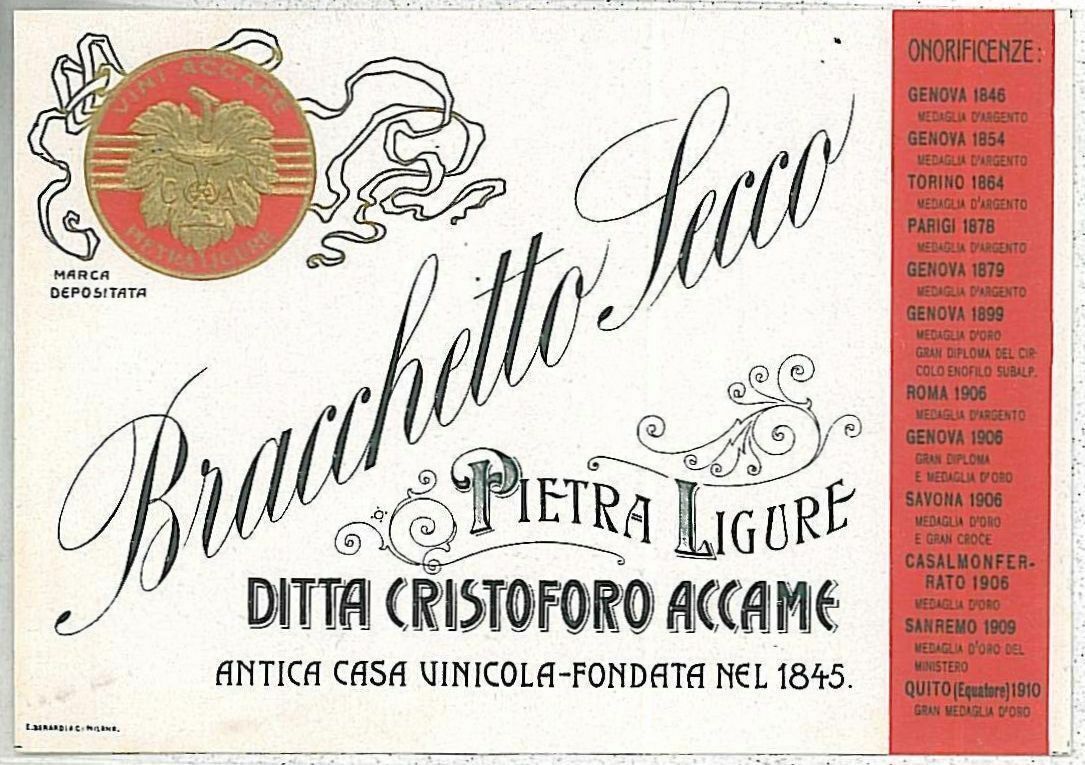 VINI ACCAME
PIETRA LIGURE
MARCA
DEPOSITATA
Bracchetto Secco
PIETRA LIGURE
DITTA CRISTOFORO ACCAME
ANTICA CASA VINICOLA-FONDATA NEL 1845.
E. BERARDI & C. MILANO.
ONORIFICENZE:
GENOVA 1846
MEDAGLIA D'ARGENTO
GENOVA 1854
MEDAGLIA D'ARGENTO
TORINO 1864
MEDAGLIA D'ARGENTO
PARIGI 1878
MEDAGLIA D'ARGENTO
GENOVA 1879
MEDAGLIA D'ARGENTO
GENOVA 1899
MEDAGLIA D'ORO
GRAN DIPLOMA DEL CIR-
COLO ENOFILO SUBALP.
ROMA 1906
MEDAGLIA D'ARGENTO
GENOVA 1906
GRAN DIPLOMA
E MEDAGLIA D'ORO
SAVONA 1906
MEDAGLIA D'ORO
E GRAN CROCE
CASALMONFER-
RATO 1906
MEDAGLIA D'ORO
SANREMO 1909
MEDAGLIA D'ORO DEL
MINISTERO
QUITO (Equatore) 1910
GRAN MEDAGLIA D'ORO